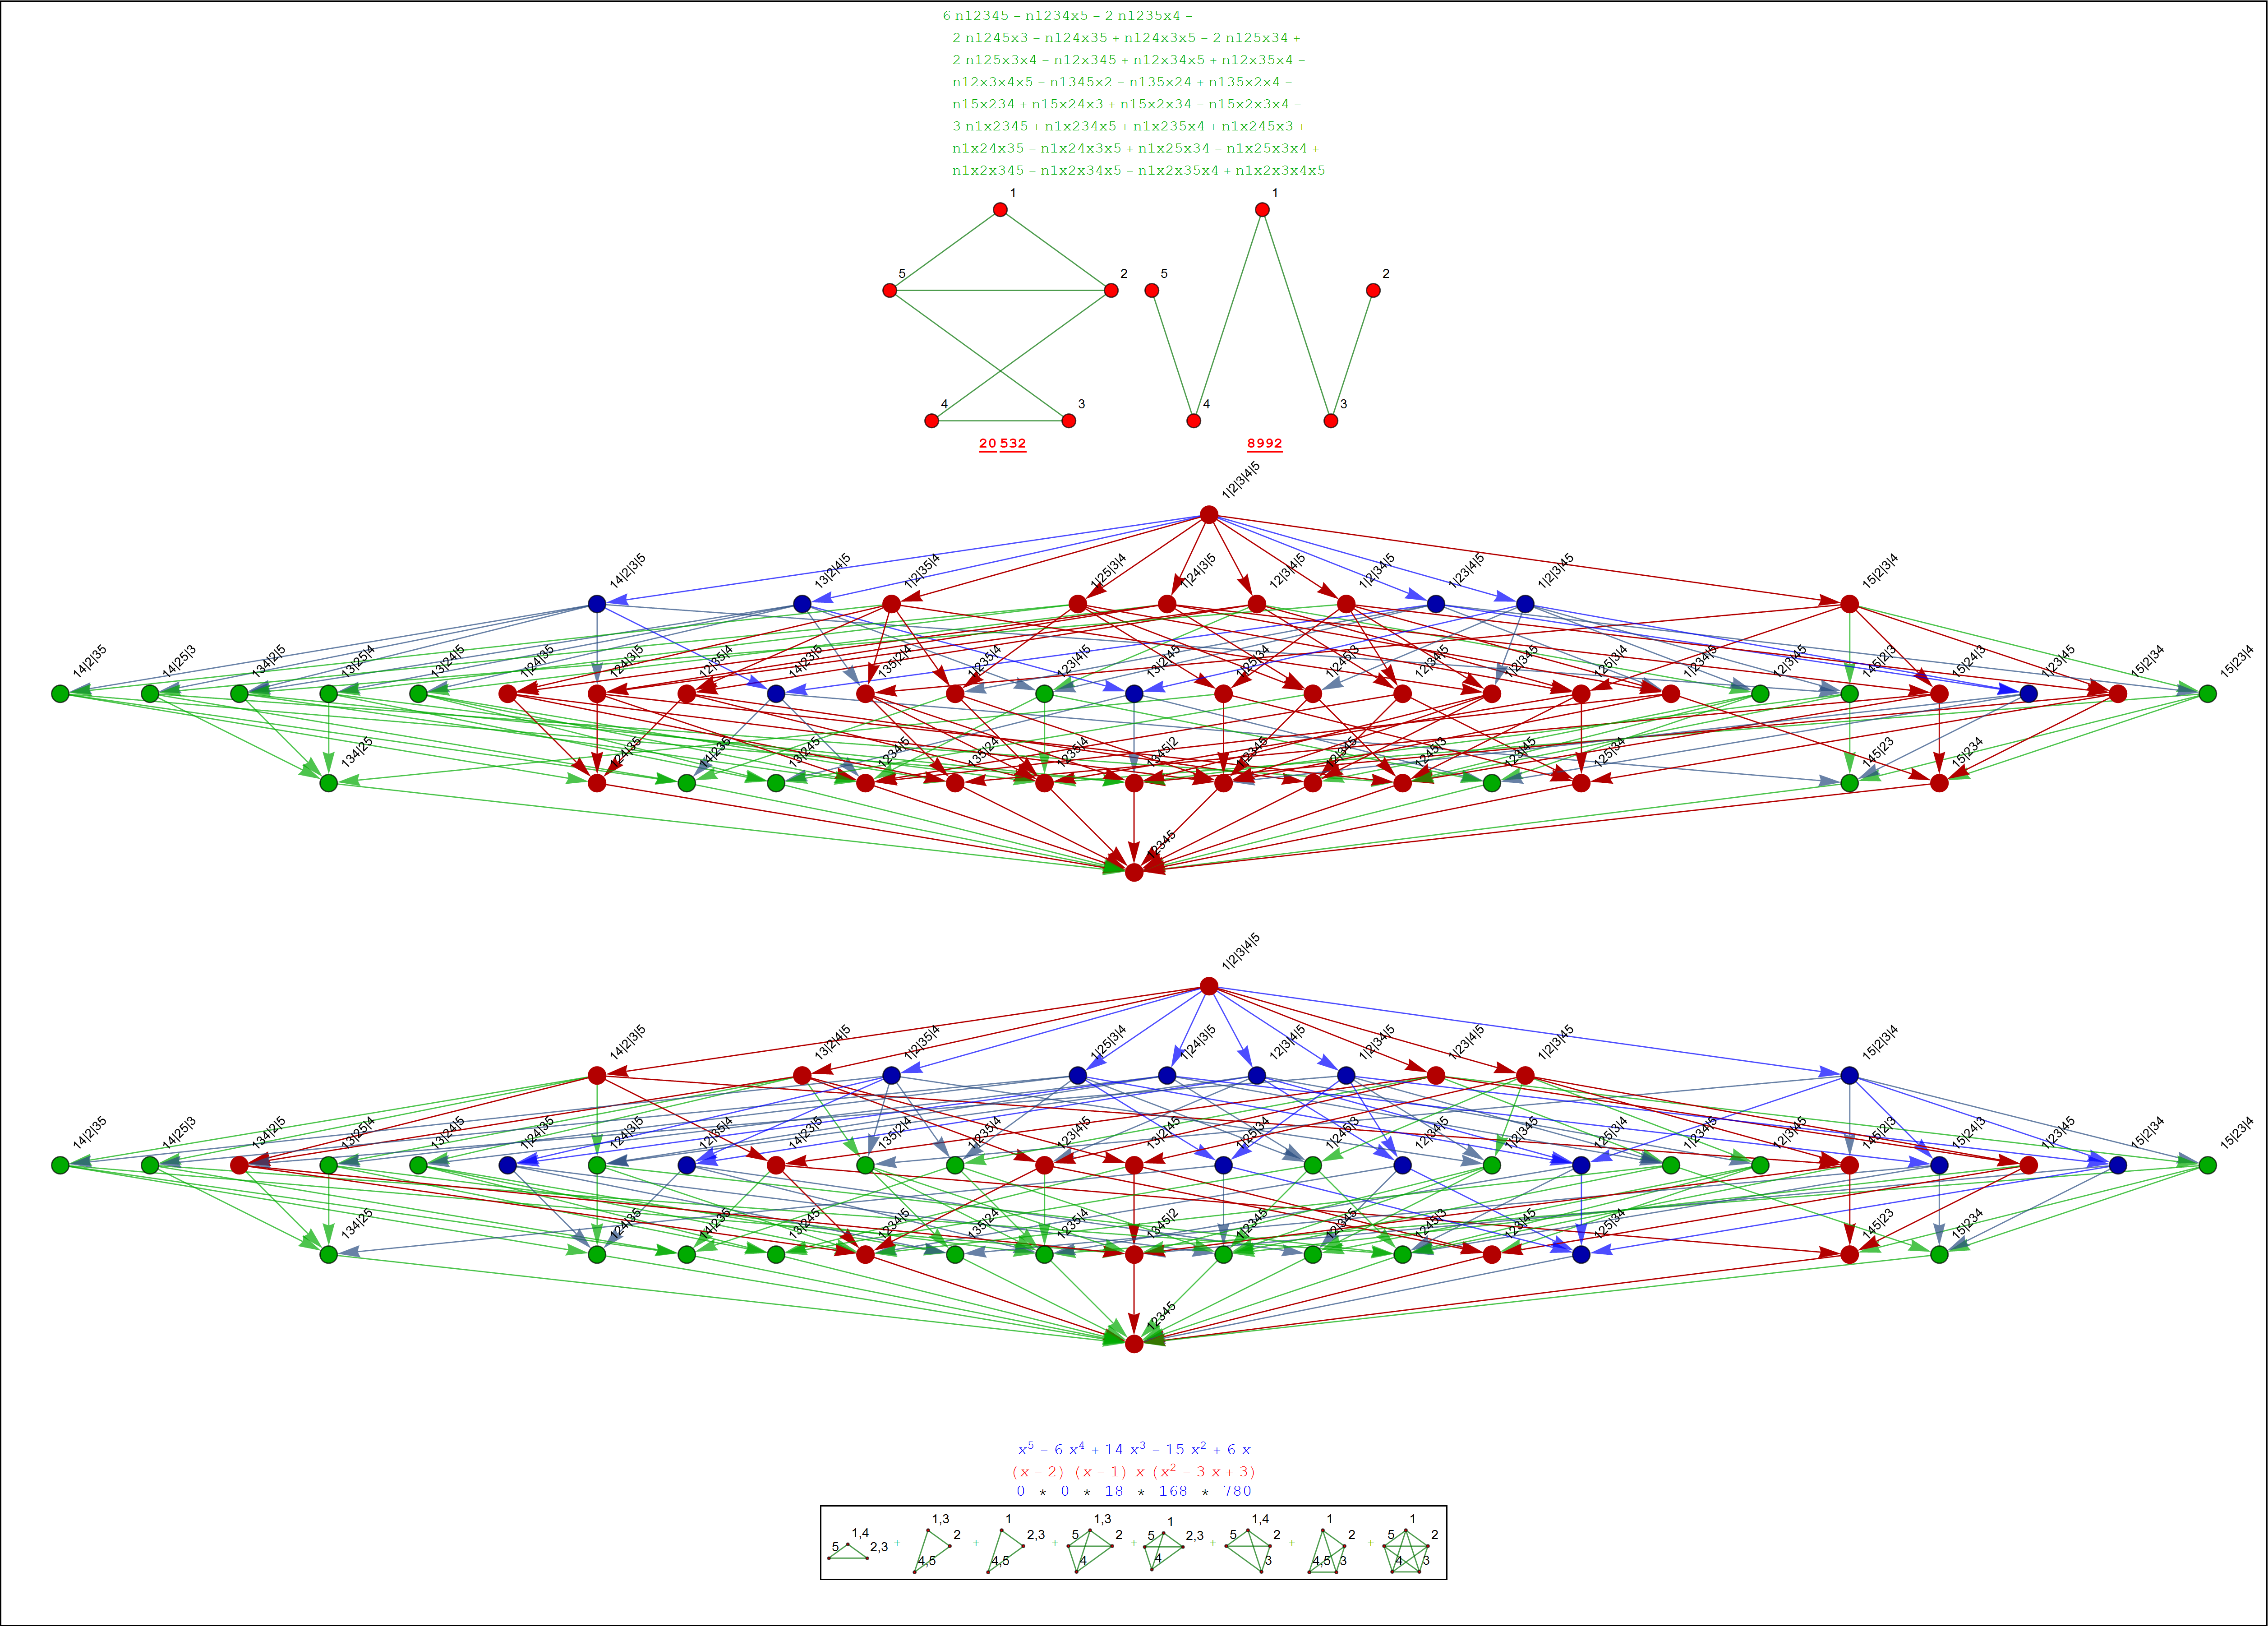 6 n12345 – n1234x5 – 2 n1235x4 –
2 n1245x3 – n124x35 + n124x3x5 – 2 n125x34 +
2 n125x3x4 – n12x345 + n12x34x5 + n12x35x4 –
n12x3x4x5 – n1345x2 – n135x24 + n135x2x4 –
n15x234 + n15x24x3 + n15x2x34 – n15x2x3x4 –
3 n1x2345 + n1x234x5 + n1x235x4 + n1x245x3 +
n1x24x35 – n1x24x3x5 + n1x25x34 – n1x25x3x4 +
n1x2x345 – n1x2x34x5 – n1x2x35x4 + n1x2x3x4x5
1 1
5 2 5 2
4 3 4 3
20 532 8992
1|2|3|4|5
14|2|3|5 13|2|4|5 1|2|35|4 1|25|3|4 1|24|3|5 12|3|4|5 1|2|34|5 1|23|4|5 1|2|3|45 15|2|3|4
14|2|35 14|25|3 134|2|5 13|25|4 13|24|5 1|24|35 124|3|5 12|35|4 14|23|5 135|2|4 1|235|4 123|4|5 13|2|45 1|25|34 1|245|3 12|34|5 1|2|345 125|3|4 1|234|5 12|3|45 145|2|3 15|24|3 1|23|45 15|2|34 15|23|4
134|25 124|35 14|235 13|245 1234|5 135|24 1235|4 1345|2 1|2345 12|345 1245|3 123|45 125|34 145|23 15|234
12345
1|2|3|4|5
14|2|3|5 13|2|4|5 1|2|35|4 1|25|3|4 1|24|3|5 12|3|4|5 1|2|34|5 1|23|4|5 1|2|3|45 15|2|3|4
14|2|35 14|25|3 134|2|5 13|25|4 13|24|5 1|24|35 124|3|5 12|35|4 14|23|5 135|2|4 1|235|4 123|4|5 13|2|45 1|25|34 1|245|3 12|34|5 1|2|345 125|3|4 1|234|5 12|3|45 145|2|3 15|24|3 1|23|45 15|2|34 15|23|4
134|25 124|35 14|235 13|245 1234|5 135|24 1235|4 1345|2 1|2345 12|345 1245|3 123|45 125|34 145|23 15|234
12345
x⁵ – 6 x⁴ + 14 x³ – 15 x² + 6 x
(x – 2) (x – 1) x (x² – 3 x + 3)
0 * 0 * 18 * 168 * 780
5 1,4 2,3 + 1,3 2 4,5 + 1 2,3 4,5 + 5 1,3 2 4 + 5 1 2,3 4 + 5 1,4 2 3 + 1 2 4,5 3 + 5 1 2 4 3